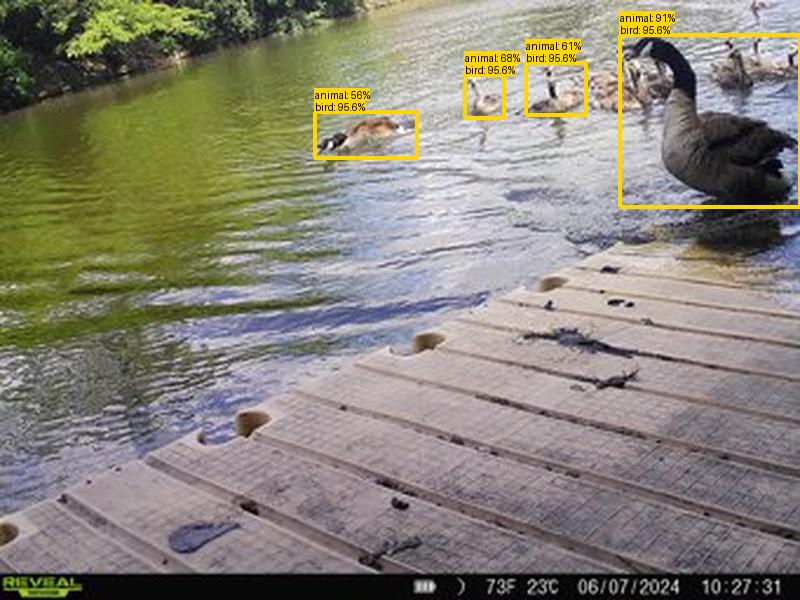 animal: 91%
bird: 95.6%
animal: 61%
bird: 95.6%
animal: 68%
bird: 95.6%
animal: 56%
bird: 95.6%
REVEAL
73F 23C 06/07/2024 10:27:31